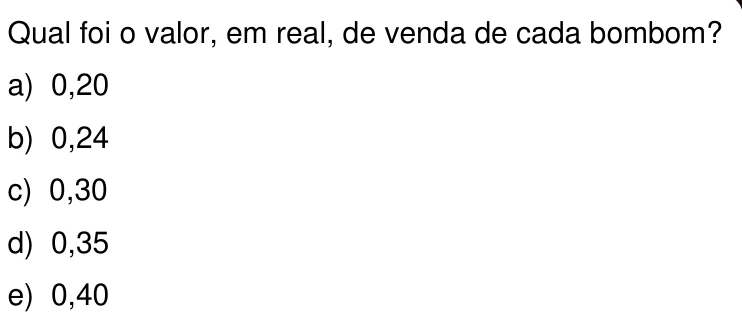 Qual foi o valor, em real, de venda de cada bombom?
a) 0,20
b) 0,24
c) 0,30
d) 0,35
e) 0,40